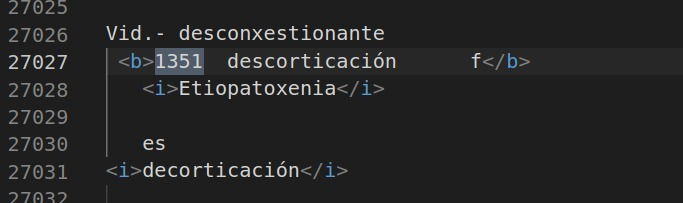 27025
27026 Vid.- desconxestionante
27027 <b>1351 descorticación f</b>
27028 <i>Etiopatoxenia</i>
27029
27030 es
27031 <i>decorticación</i>
27032